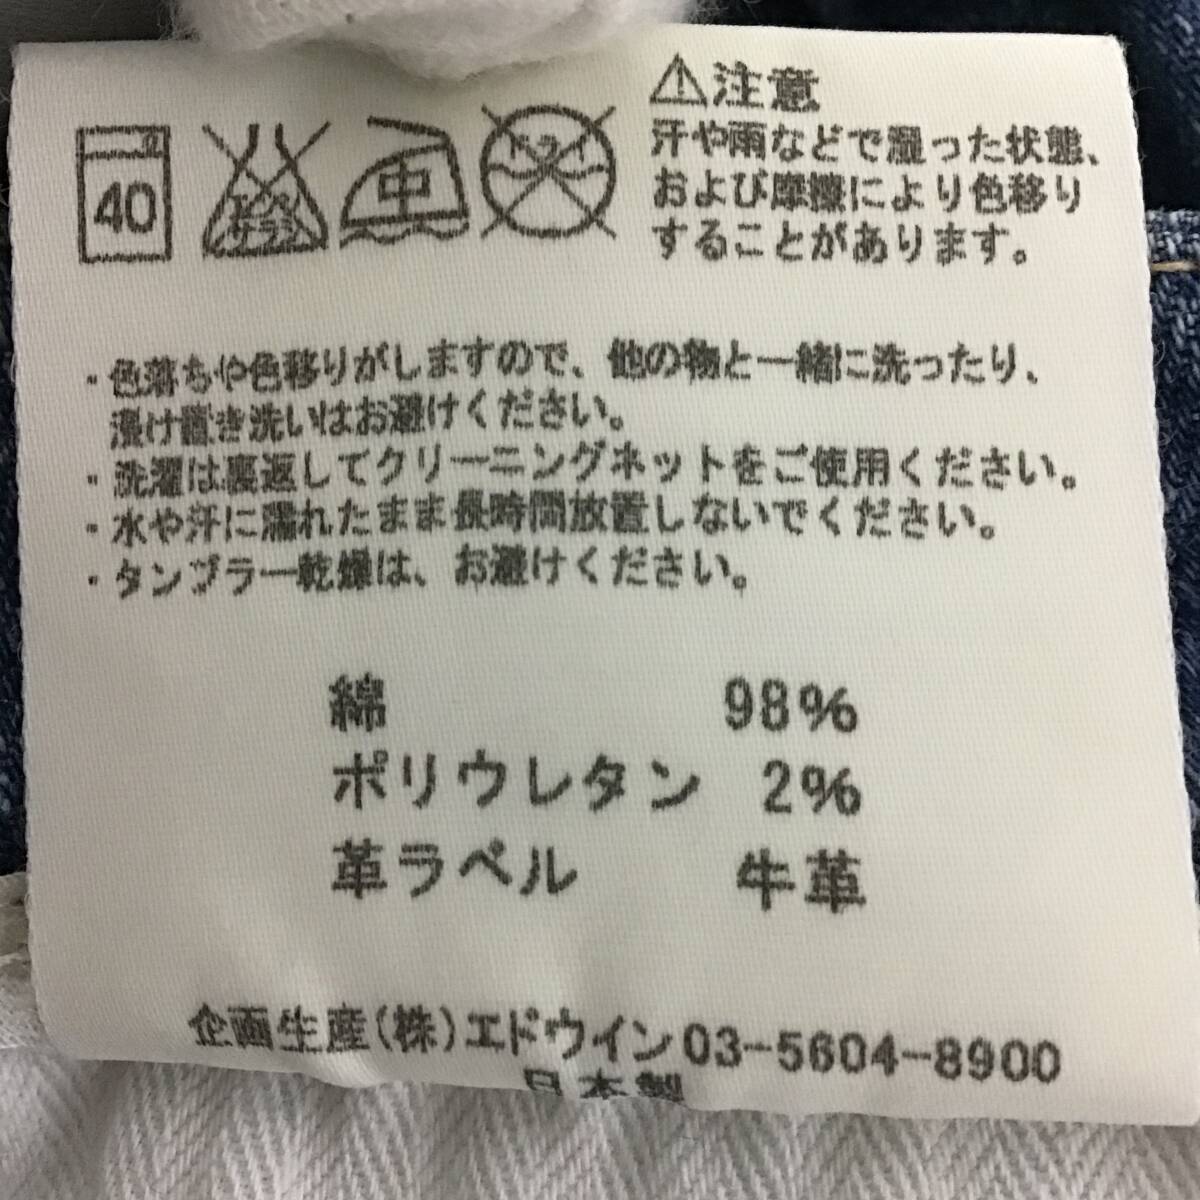 40
エンソ
サラシ
中
ドライ
⚠注意
汗や雨などで湿った状態、
および摩擦により色移り
することがあります。
・色落ちや色移りがしますので、他の物と一緒に洗ったり、
浸け置き洗いはお避けください。
・洗濯は裏返してクリーニングネットをご使用ください。
・水や汗に濡れたまま長時間放置しないでください。
・タンブラー乾燥は、お避けください。
綿 98%
ポリウレタン 2%
革ラベル 牛革
企画生産(株)エドウイン03-5604-8900
日本製